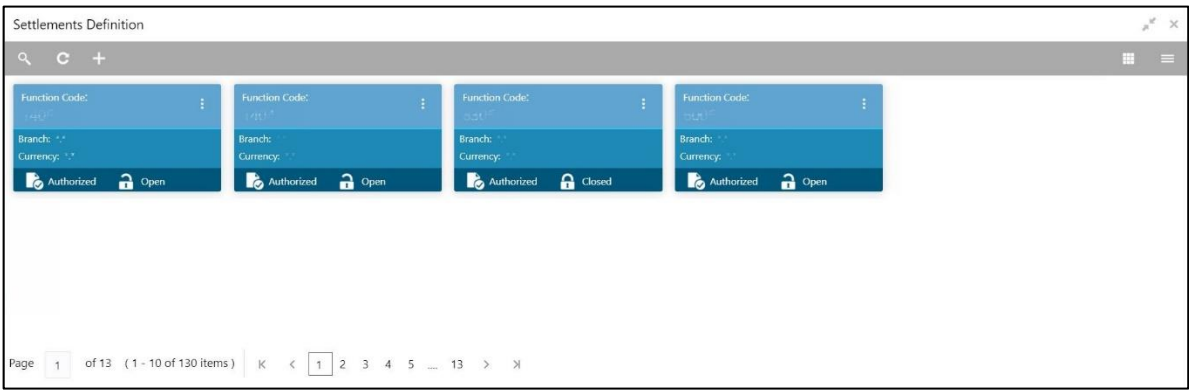 Settlements Definition
Function Code: Function Code: Function Code: Function Code:
Branch: *.* Branch: Branch: Branch:
Currency: *.* Currency: Currency: Currency:
Authorized Open Authorized Open Authorized Closed Authorized Open
Page 1 of 13 ( 1 - 10 of 130 items ) 1 2 3 4 5 ... 13